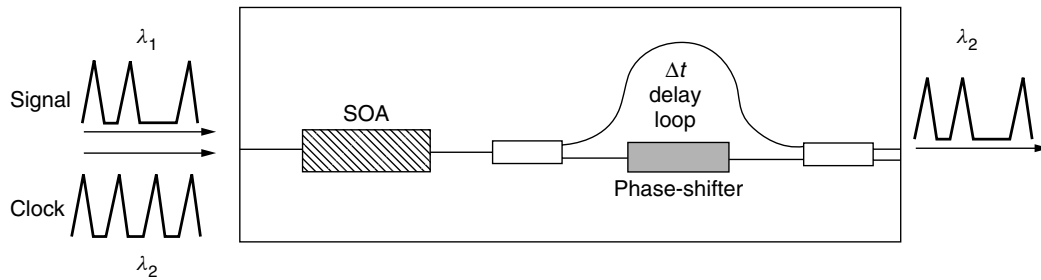 λ1
Signal
Clock
λ2
SOA
Δt
delay
loop
Phase-shifter
λ2